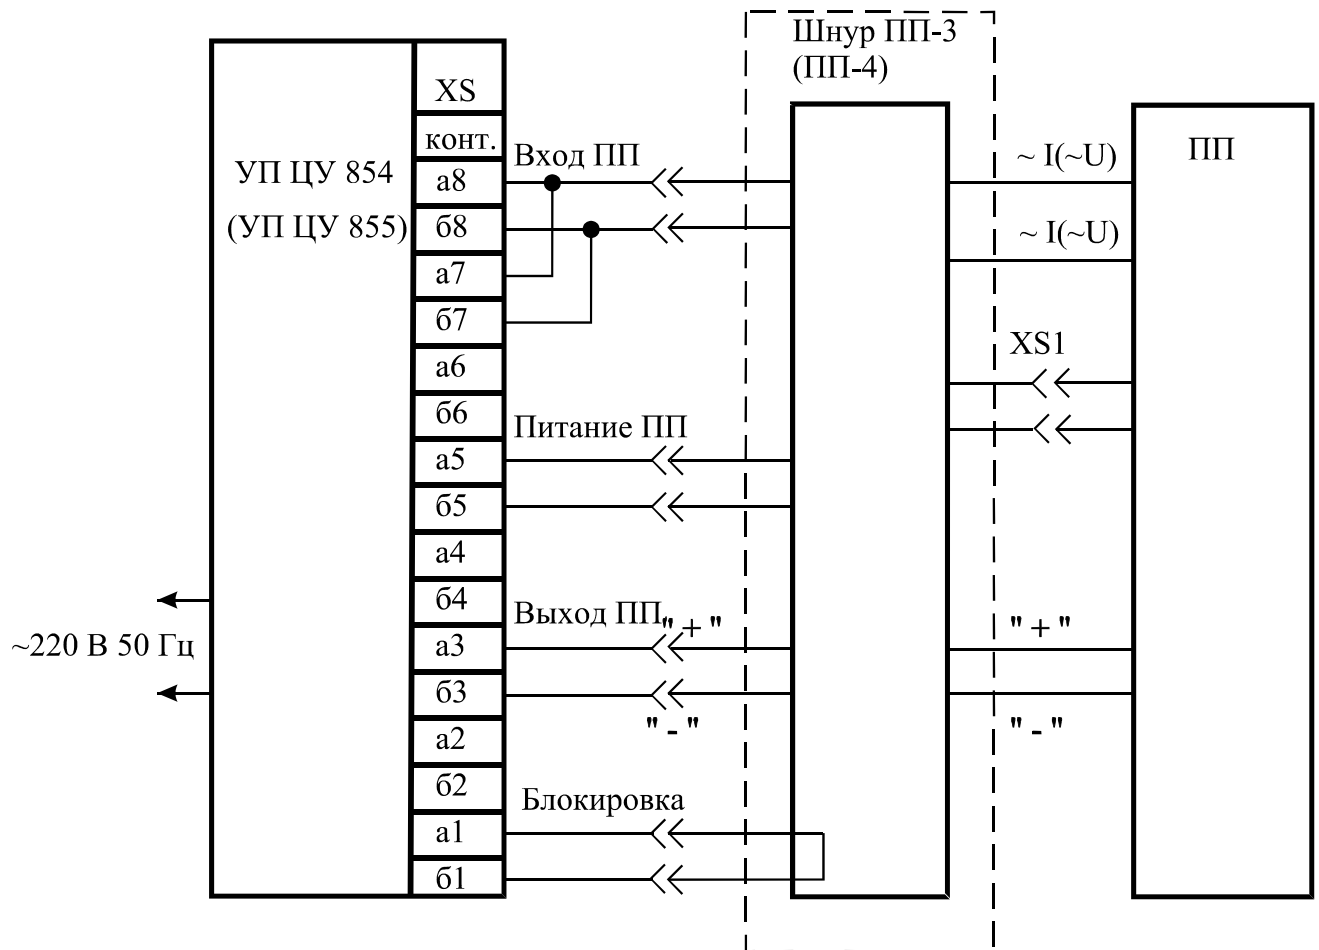 Шнур ПП-3
(ПП-4)
XS
конт.
УП ЦУ 854
(УП ЦУ 855)
Вход ПП
~ I(~U)
ПП
а8
б8
~ I(~U)
а7
б7
XS1
а6
б6
Питание ПП
а5
б5
а4
б4
Выход ПП
" + "
" + "
~220 В 50 Гц
а3
б3
" - "
" - "
а2
б2
Блокировка
а1
б1